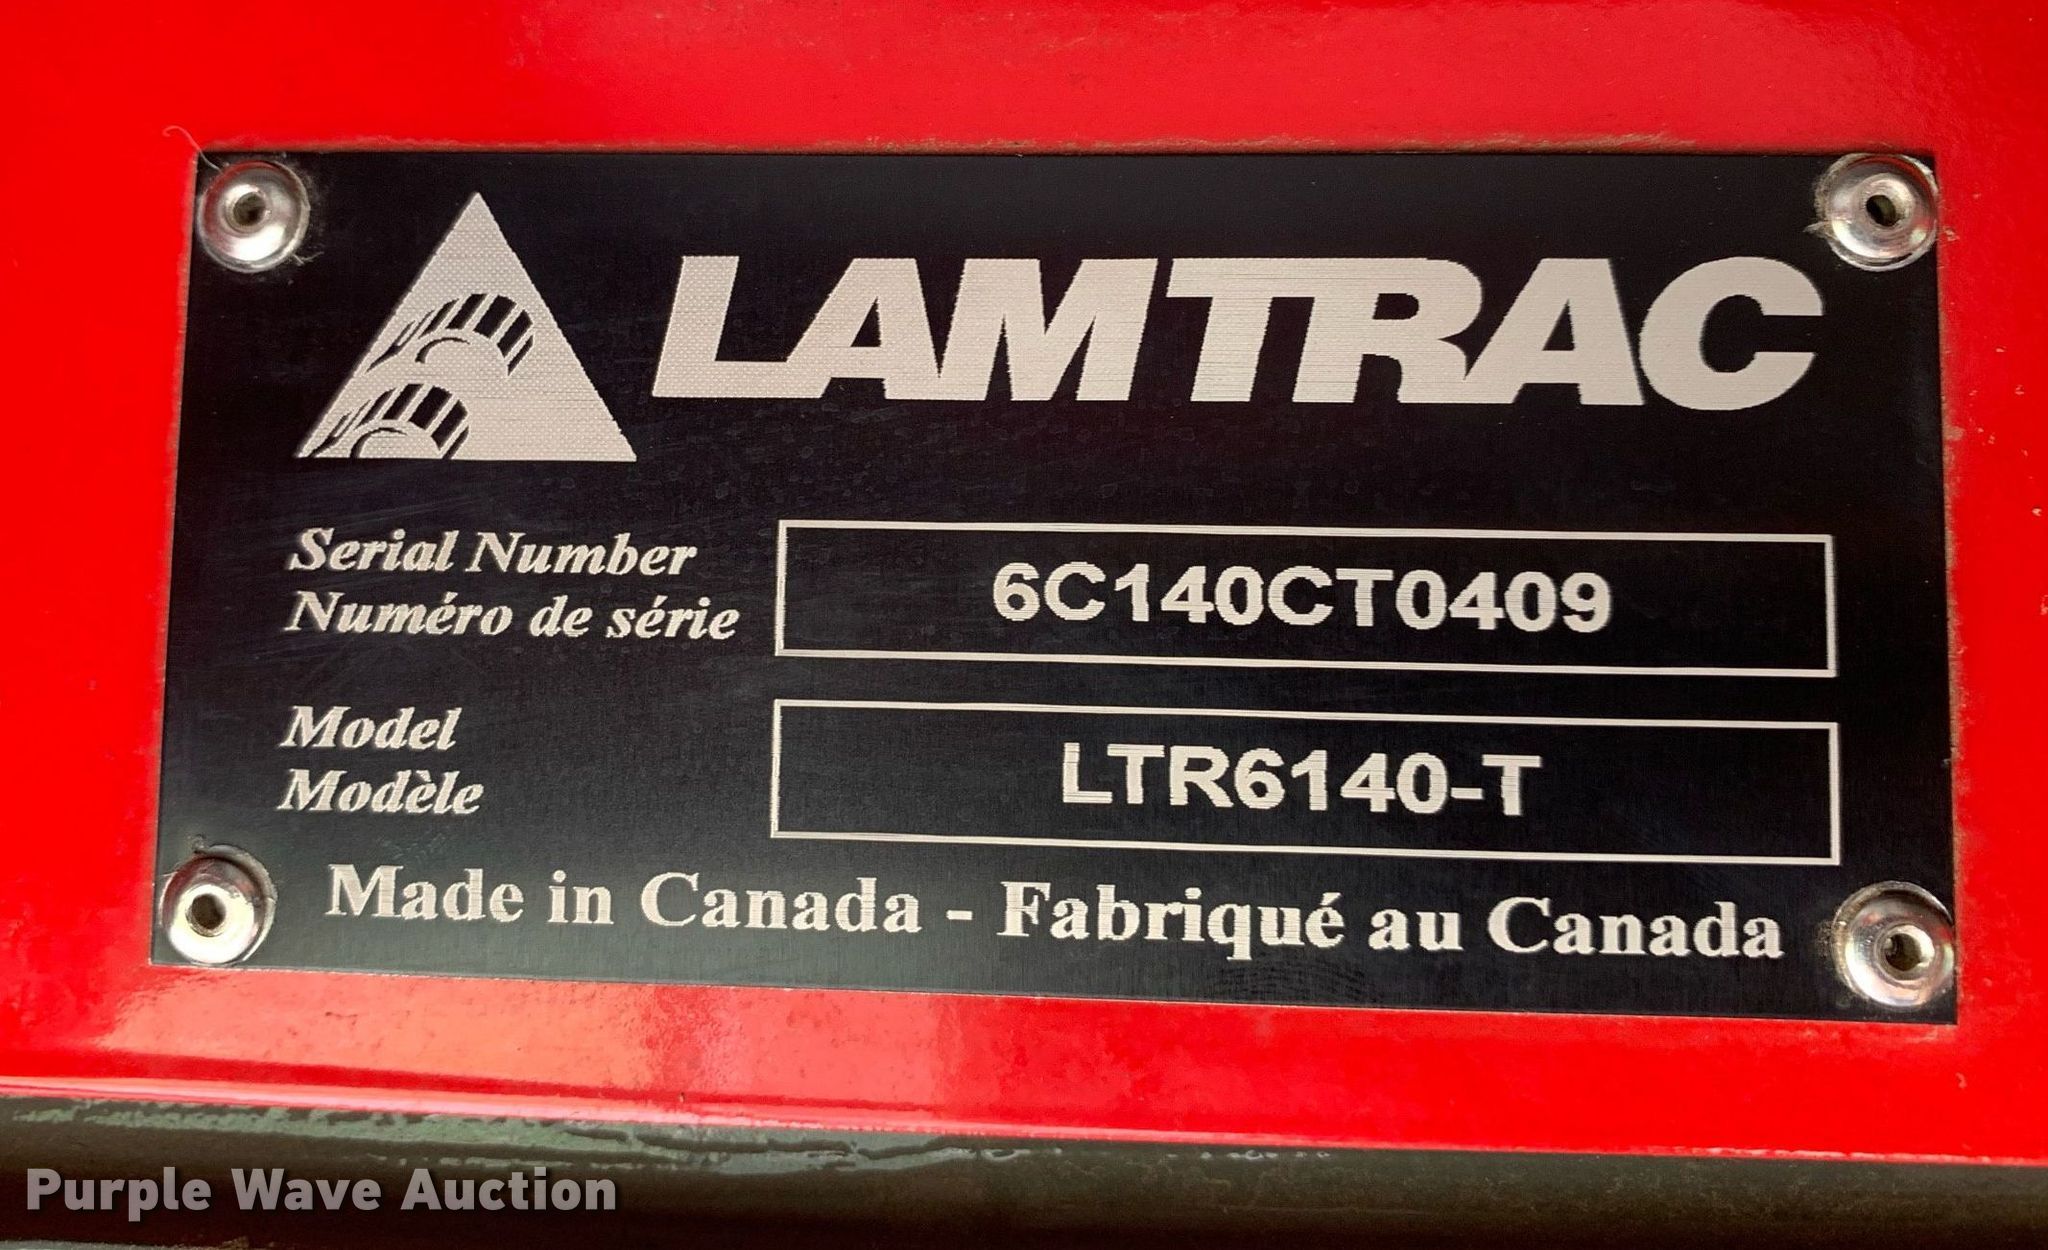 LAMTRAC
Serial Number
Numéro de série
6C140CT0409
Model
Modèle
LTR6140-T
Made in Canada - Fabriqué au Canada
Purple Wave Auction